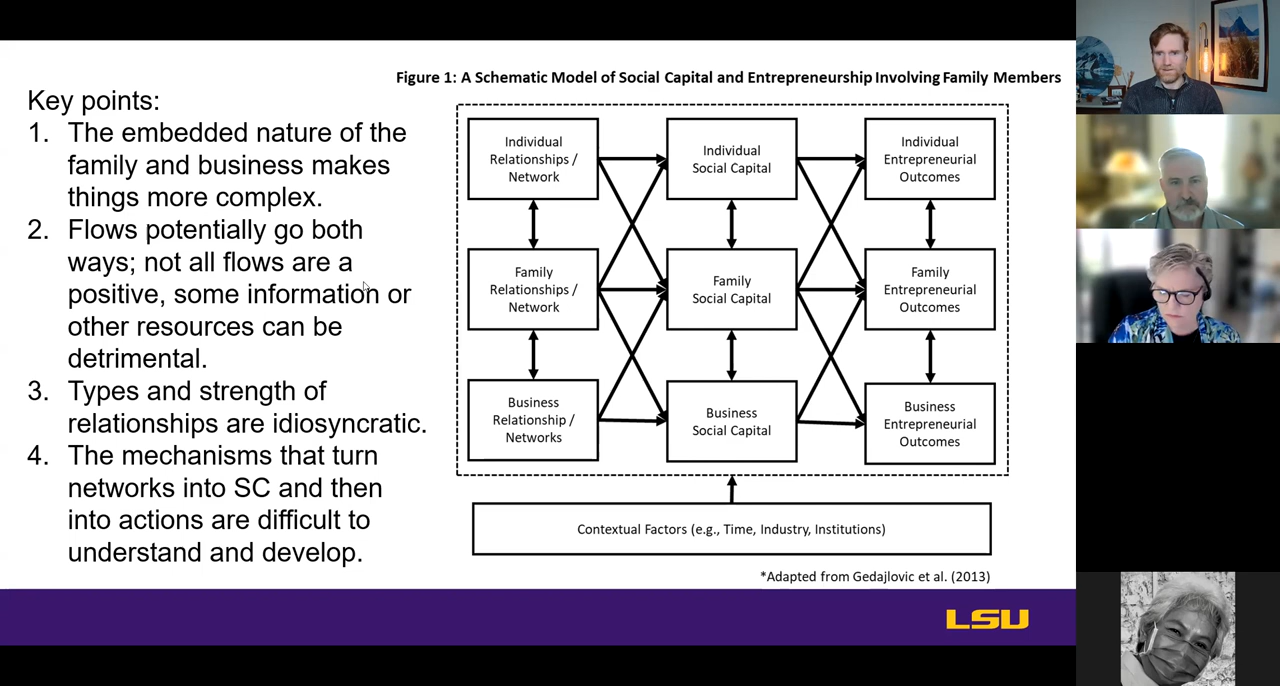 Figure 1: A Schematic Model of Social Capital and Entrepreneurship Involving Family Members
Key points:
1. The embedded nature of the
family and business makes
things more complex.
2. Flows potentially go both
ways; not all flows are a
positive, some information or
other resources can be
detrimental.
3. Types and strength of
relationships are idiosyncratic.
4. The mechanisms that turn
networks into SC and then
into actions are difficult to
understand and develop.
Individual
Relationships /
Network
Individual
Social Capital
Individual
Entrepreneurial
Outcomes
Family
Relationships /
Network
Family
Social Capital
Family
Entrepreneurial
Outcomes
Business
Relationship /
Networks
Business
Social Capital
Business
Entrepreneurial
Outcomes
Contextual Factors (e.g., Time, Industry, Institutions)
*Adapted from Gedajlovic et al. (2013)
LSU